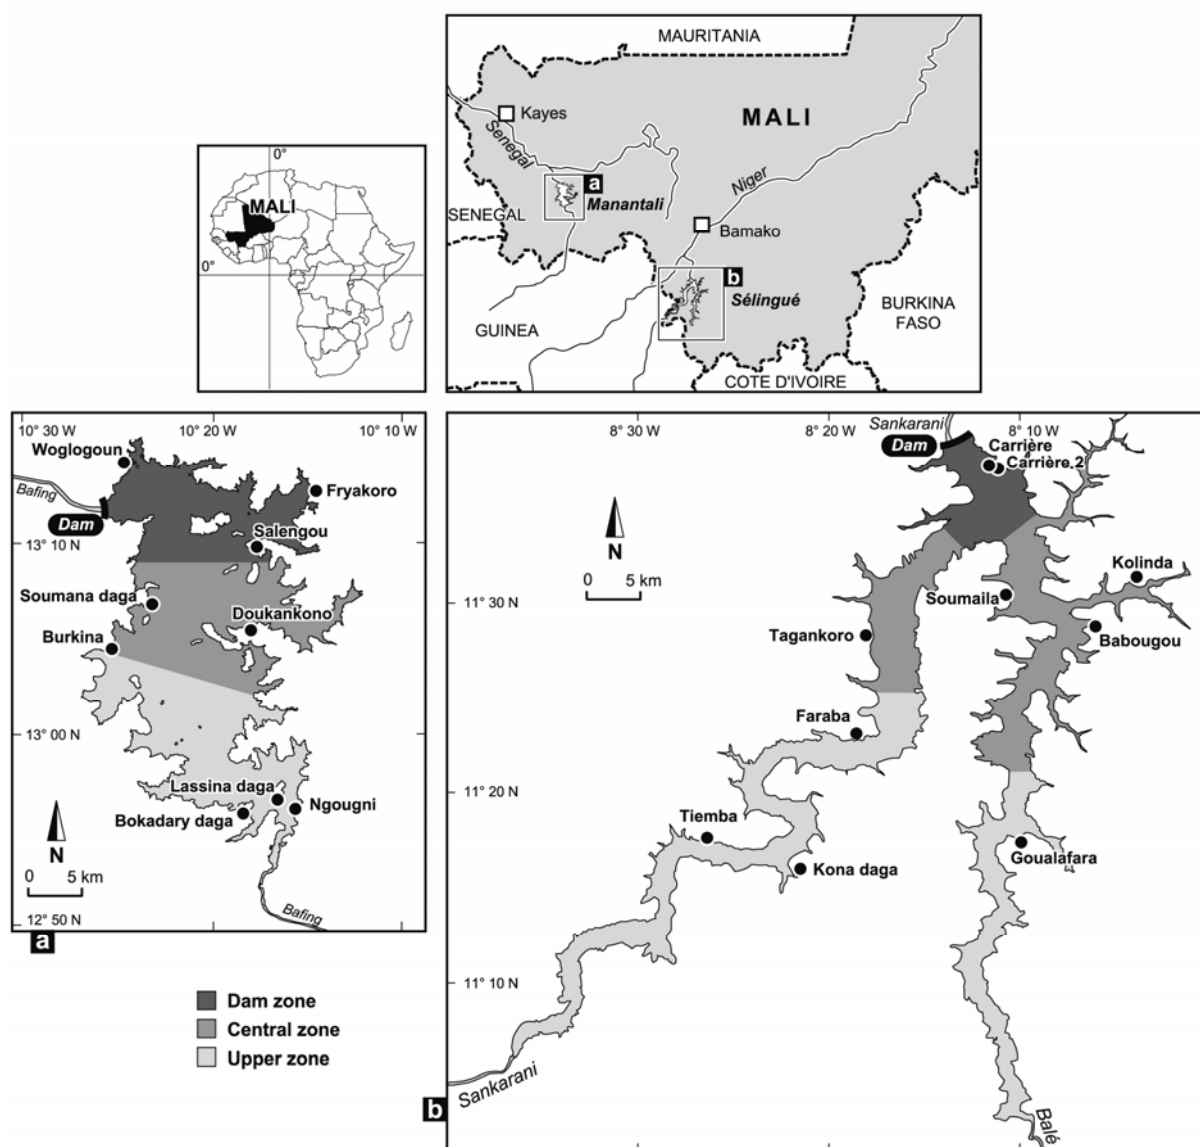 0°
MALI
0°
MAURITANIA
Kayes
MALI
Senegal
a
Manantali
Niger
SENEGAL
Bamako
b
Sélingué
GUINEA
BURKINA
FASO
COTE D'IVOIRE
10° 30 W
10° 20 W
10° 10 W
Woglogoun
Bafing
Fryakoro
Dam
Salengou
13° 10 N
Soumana daga
Doukankono
Burkina
13° 00 N
Lassina daga
Ngougni
Bokadary daga
N
0
5 km
Bafing
12° 50 N
a
Dam zone
Central zone
Upper zone
8° 30 W
8° 20 W
8° 10 W
Sankarani
Dam
Carrière
Carrière 2
N
0
5 km
Kolinda
11° 30 N
Soumaila
Tagankoro
Babougou
Faraba
11° 20 N
Tiemba
Goualafara
Kona daga
11° 10 N
Sankarani
Balé
b